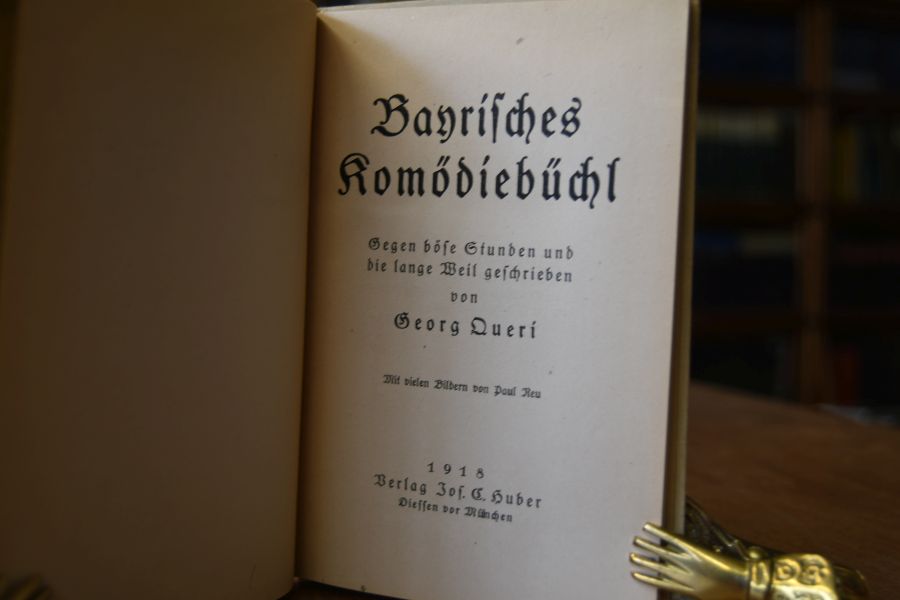 Bayriſches
Komödiebüchl
Gegen böſe Stunden und
die lange Weil geſchrieben
von
Georg Queri
Mit vielen Bildern von Paul Neu
1918
Verlag Joſ. C. Huber
Dieſſen vor München